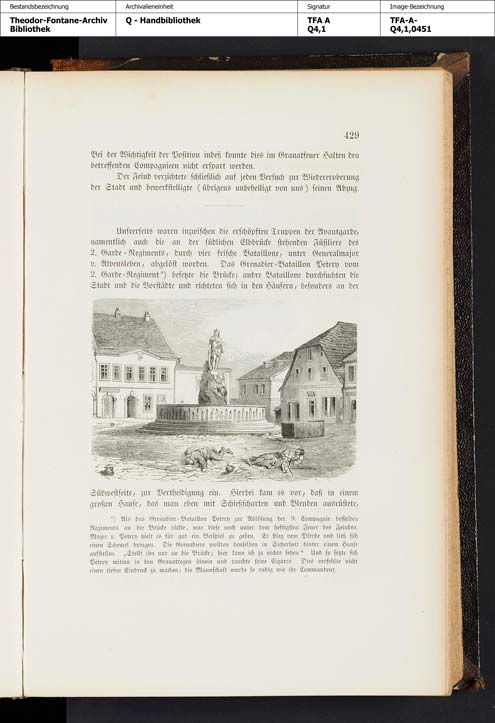 Bestandsbezeichnung
Archivalieneinheit
Signatur
Image-Bezeichnung
Theodor-Fontane-Archiv
Bibliothek
Q - Handbibliothek
TFA A
Q4,1
TFA-A-
Q4,1,0451
429
Bei der Wichtigkeit der Position indeß konnte dies im Granatfeuer Halten den
betreffenden Compagnieen nicht erspart werden.
Der Feind verzichtete schließlich auf jeden Versuch zur Wiedereroberung
der Stadt und bewerkstelligte (übrigens unbehelligt von uns) seinen Abzug.
Unsrerseits waren inzwischen die erschöpften Truppen der Avantgarde,
namentlich auch die an der südlichen Elbbrücke stehenden Füsiliere des
2. Garde-Regiments, durch vier frische Bataillone, unter Generalmajor
v. Alvensleben, abgelöst worden. Das Grenadier-Bataillon Petery vom
2. Garde-Regiment*) besetzte die Brücke; andre Bataillone durchsuchten die
Stadt und die Vorstädte und richteten sich in den Häusern, besonders an der
Südwestseite, zur Vertheidigung ein. Hierbei kam es vor, daß in einem
großen Hause, das man eben mit Schießscharten und Blenden ausrüstete,
*) Als das Grenadier-Bataillon Petery zur Ablösung der 9. Compagnie desselben
Regiments an die Brücke rückte, war diese noch unter dem heftigsten Feuer des Feindes.
Major v. Petery hielt es für gut ein Beispiel zu geben. Er stieg vom Pferde und ließ sich
einen Schemel bringen. Die Grenadiere wollten denselben in Sicherheit hinter einem Hause
aufstellen. „Stellt ihn nur an die Brücke; hier kann ich ja nichts sehen.“ Und so setzte sich
Petery mitten in den Granatregen hinein und rauchte seine Cigarre. Dies verfehlte nicht
einen tiefen Eindruck zu machen; die Mannschaft wurde so ruhig wie ihr Commandeur.